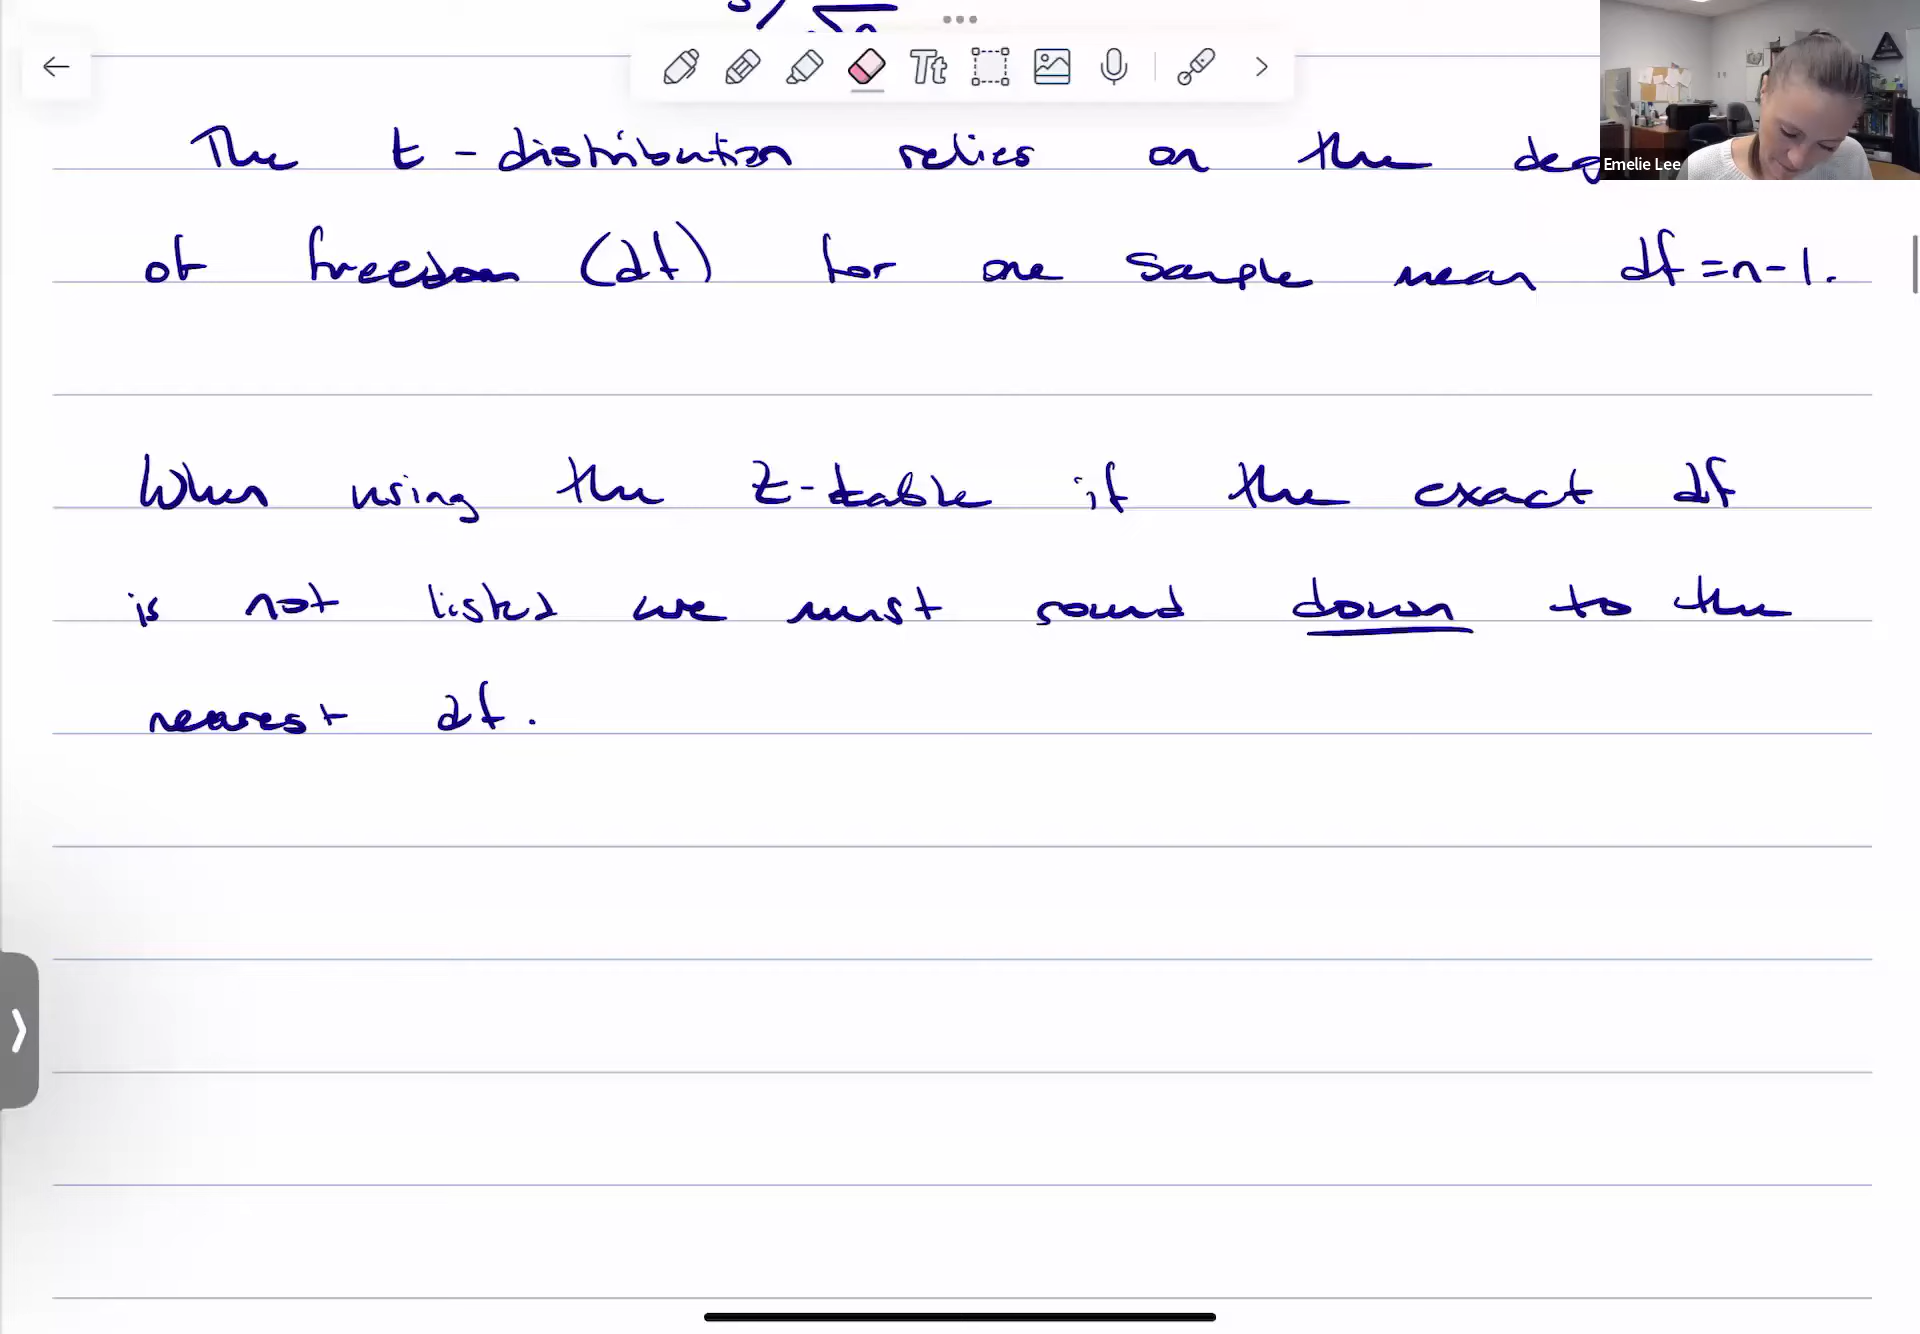 Tt
Emelie Lee
The t-distribution relies on the deg
of freedom (df) for one sample mean df = n - 1.
When using the z-table if the exact df
is not listed we must round down to the
nearest df.